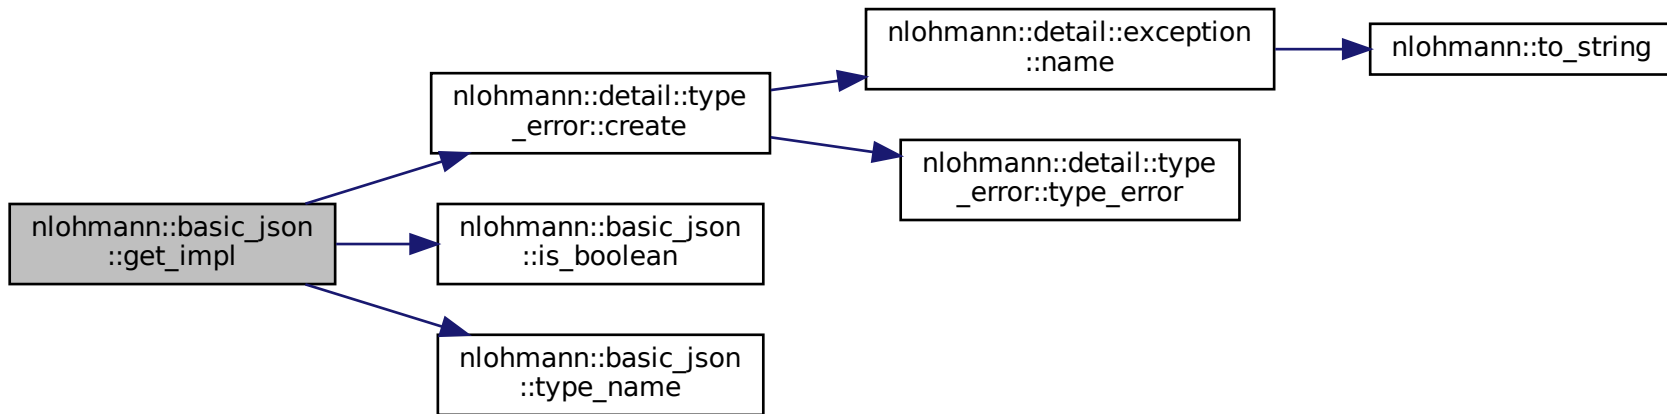 nlohmann::basic_json
::get_impl
nlohmann::detail::type
_error::create
nlohmann::detail::exception
::name
nlohmann::to_string
nlohmann::detail::type
_error::type_error
nlohmann::basic_json
::is_boolean
nlohmann::basic_json
::type_name